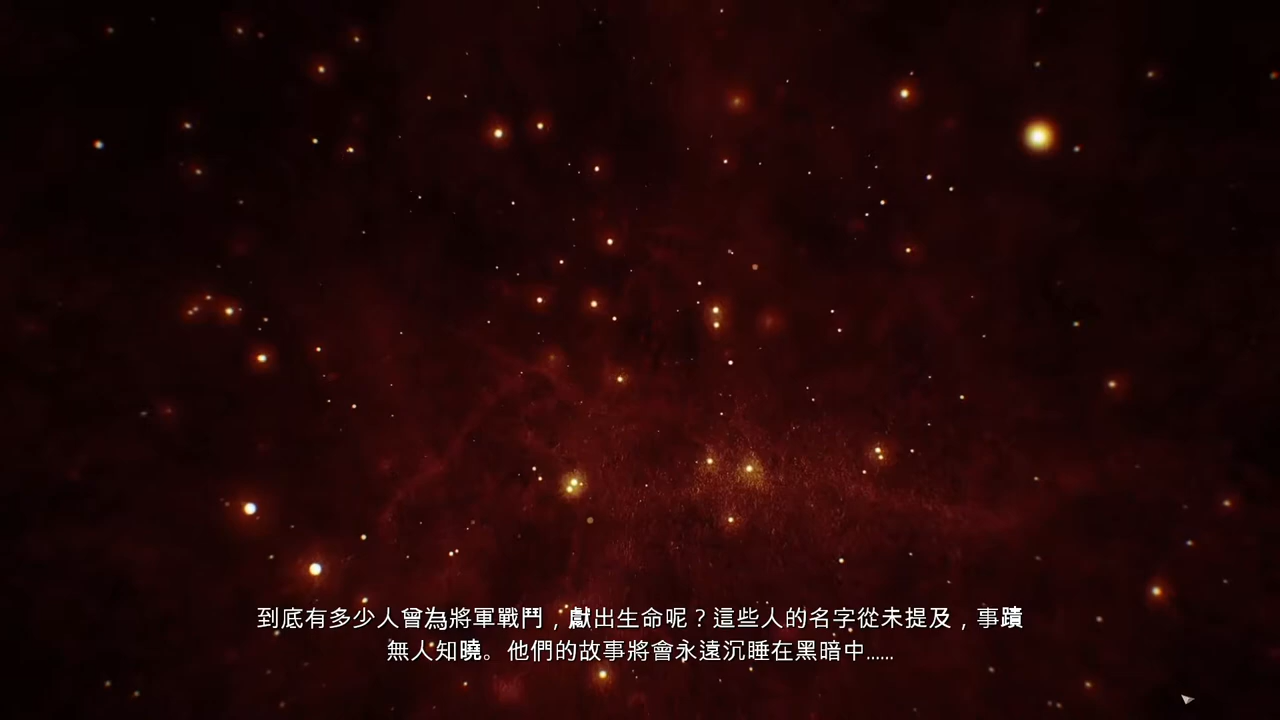 到底有多少人曾為將軍戰鬥，獻出生命呢？這些人的名字從未提及，事蹟
無人知曉。他們的故事將會永遠沉睡在黑暗中......